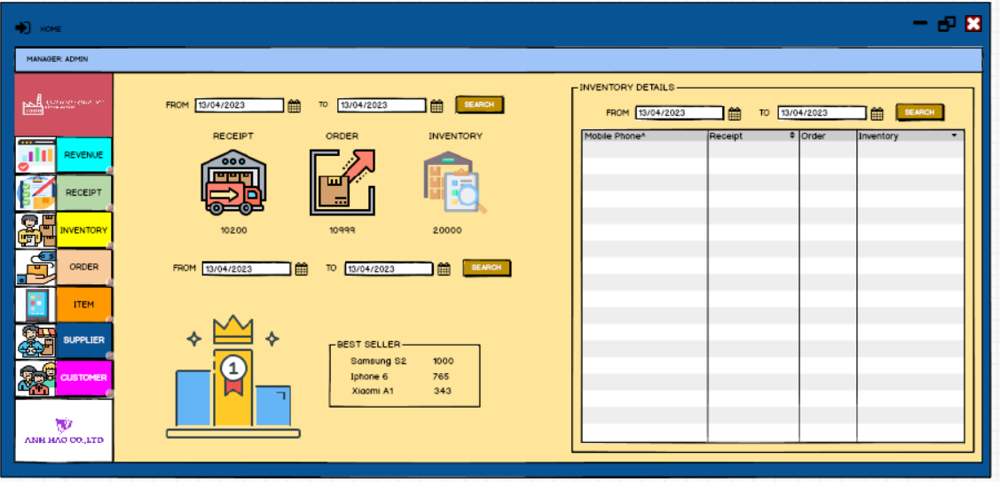 HOME
MANAGER: ADMIN
REVENUE
RECEIPT
INVENTORY
ORDER
ITEM
SUPPLIER
CUSTOMER
ANH HAO CO.,LTD
FROM 13/04/2023 TO 13/04/2023 SEARCH
RECEIPT ORDER INVENTORY
10200 10999 20000
FROM 13/04/2023 TO 13/04/2023 SEARCH
1
BEST SELLER
Samsung S2 1000
Iphone 6 765
Xiaomi A1 343
INVENTORY DETAILS
FROM 13/04/2023 TO 13/04/2023 SEARCH
Mobile Phone^ Receipt Order Inventory